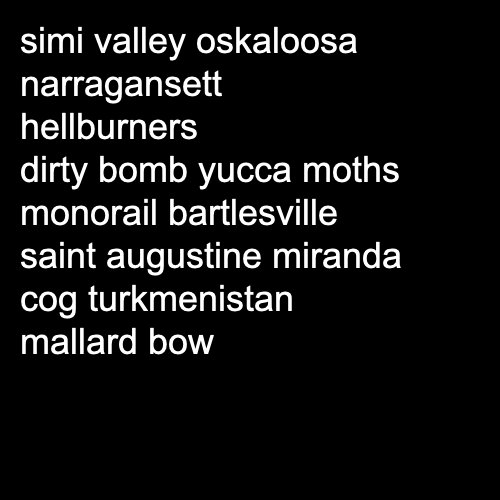 simi valley oskaloosa
narragansett
hellburners
dirty bomb yucca moths
monorail bartlesville
saint augustine miranda
cog turkmenistan
mallard bow